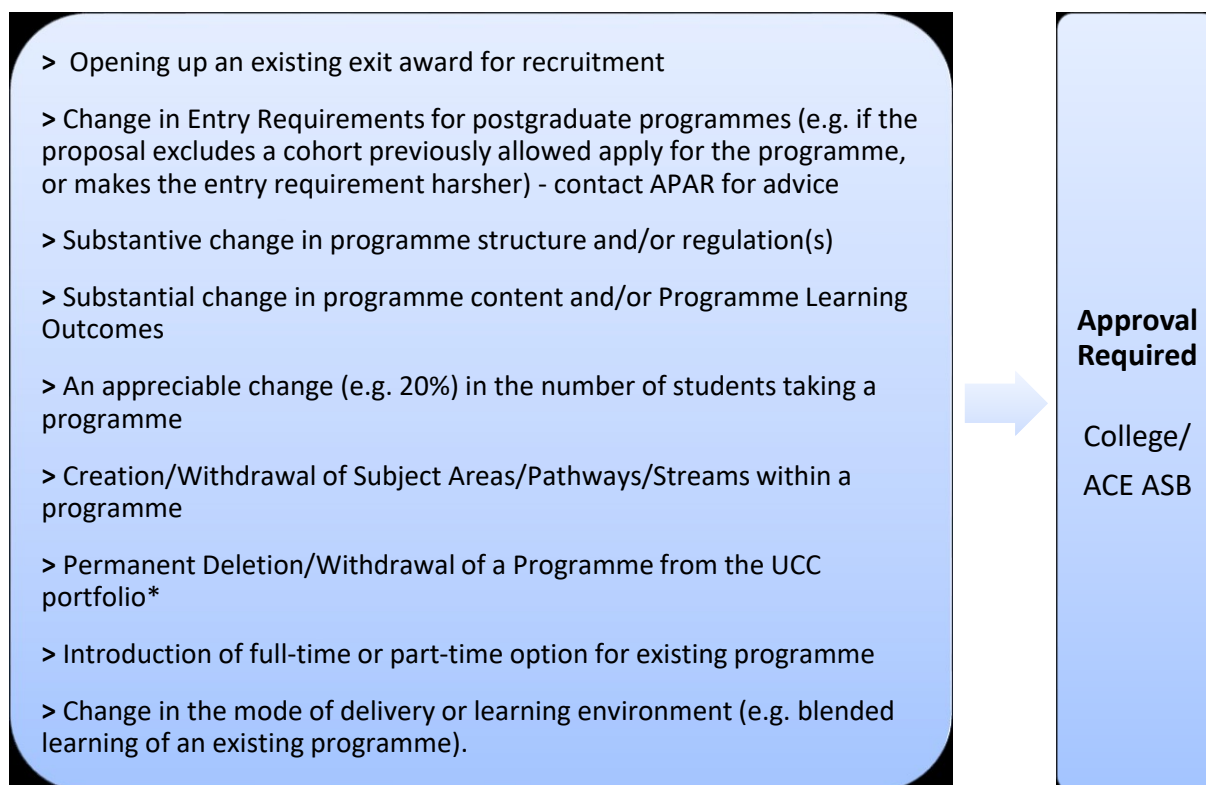 > Opening up an existing exit award for recruitment
> Change in Entry Requirements for postgraduate programmes (e.g. if the
proposal excludes a cohort previously allowed apply for the programme,
or makes the entry requirement harsher) - contact APAR for advice
> Substantive change in programme structure and/or regulation(s)
> Substantial change in programme content and/or Programme Learning
Outcomes
> An appreciable change (e.g. 20%) in the number of students taking a
programme
> Creation/Withdrawal of Subject Areas/Pathways/Streams within a
programme
> Permanent Deletion/Withdrawal of a Programme from the UCC
portfolio*
> Introduction of full-time or part-time option for existing programme
> Change in the mode of delivery or learning environment (e.g. blended
learning of an existing programme).
Approval
Required
College/
ACE ASB